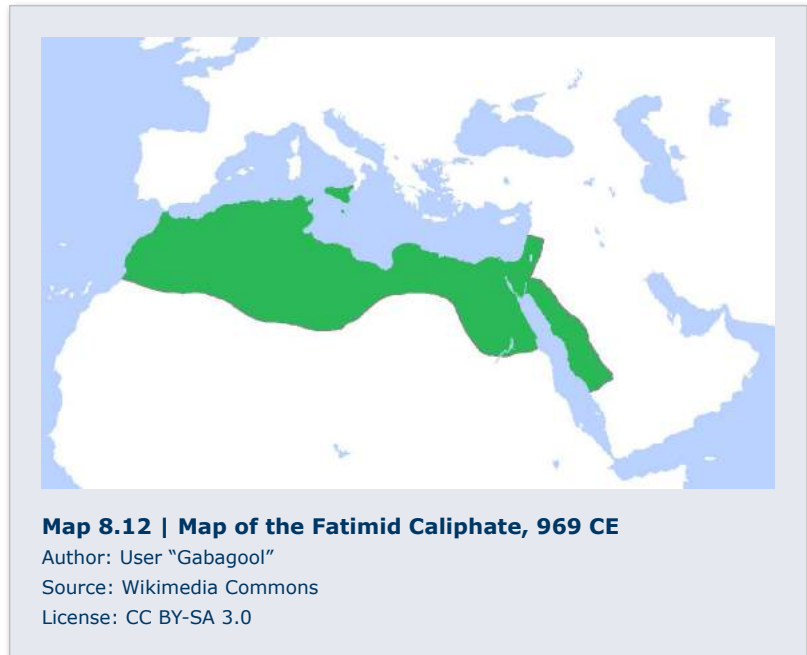 Map 8.12 | Map of the Fatimid Caliphate, 969 CE
Author: User “Gabagool”
Source: Wikimedia Commons
License: CC BY-SA 3.0